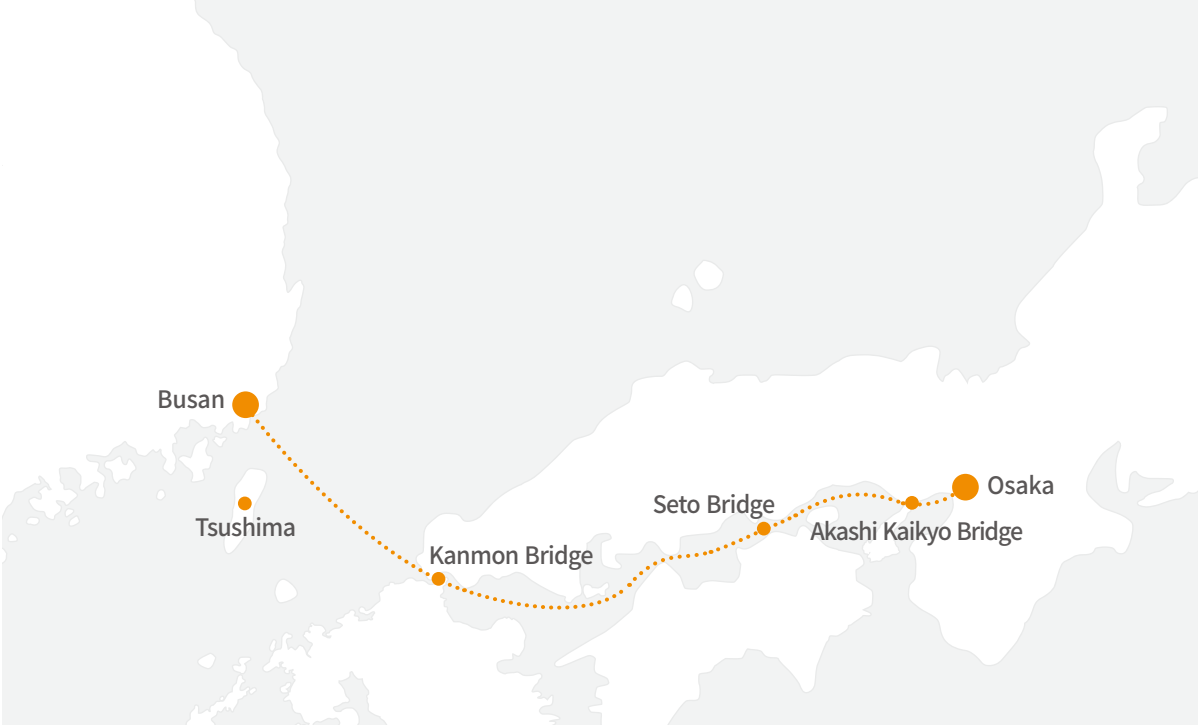 Busan
Tsushima
Kanmon Bridge
Seto Bridge
Akashi Kaikyo Bridge
Osaka